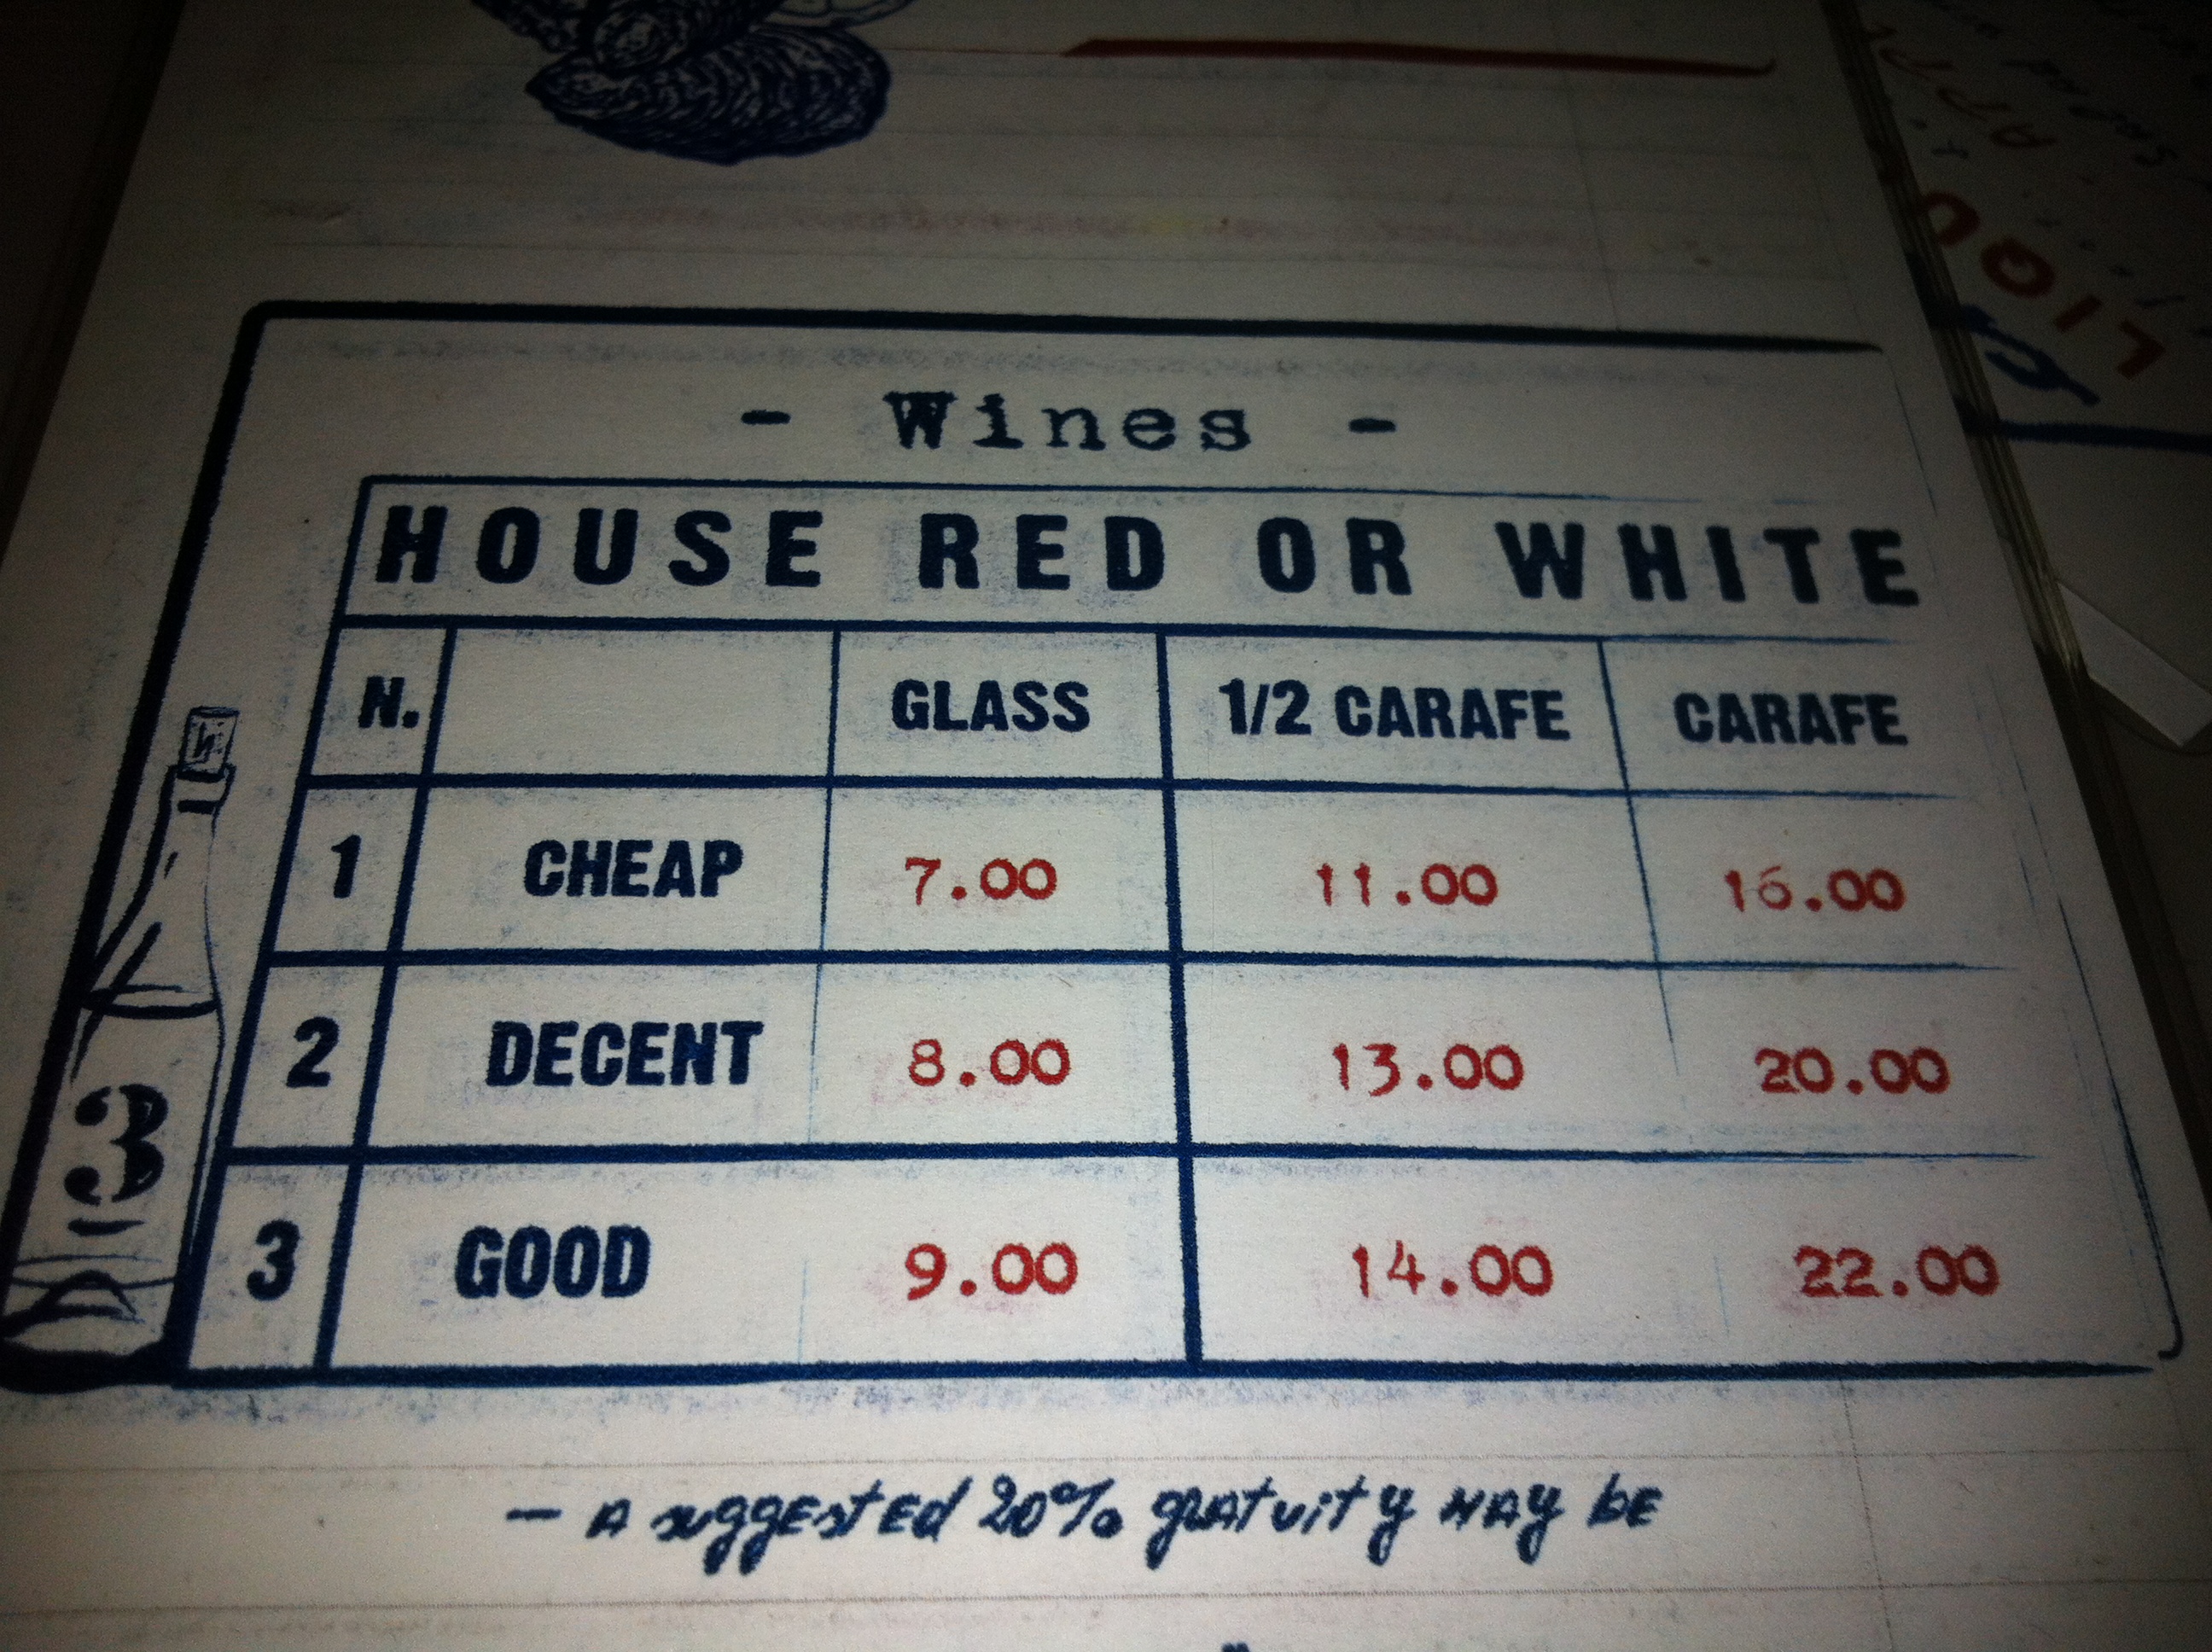 - Wines -
HOUSE RED OR WHITE
N. GLASS 1/2 CARAFE CARAFE
1 CHEAP 7.00 11.00 16.00
2 DECENT 8.00 13.00 20.00
3 GOOD 9.00 14.00 22.00
3
— A suggested 20% gratuity may be
LIQU